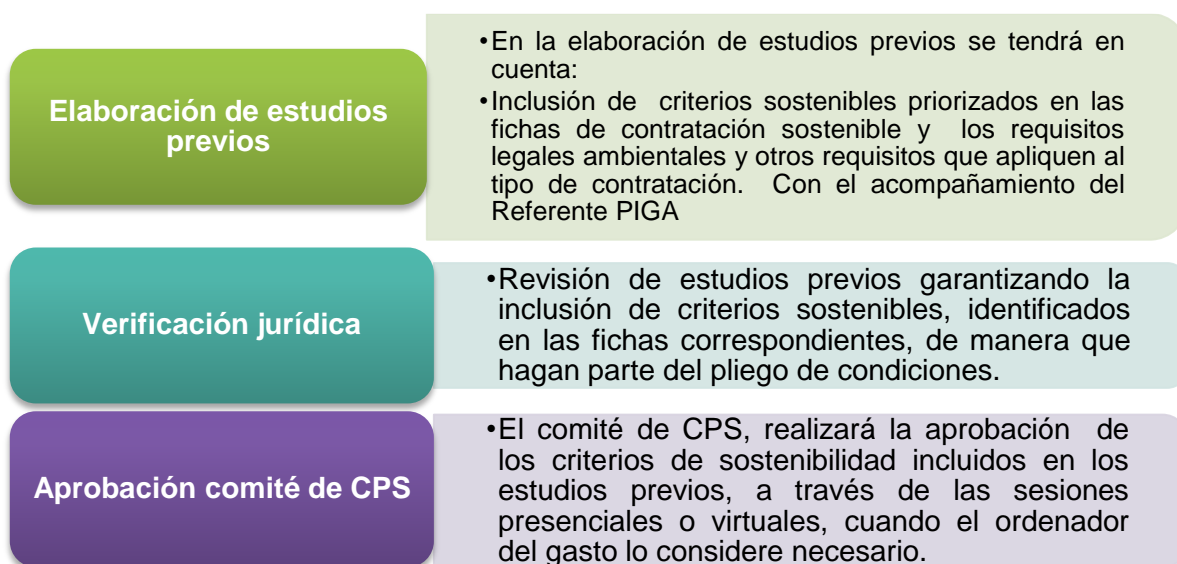 Elaboración de estudios
previos
•En la elaboración de estudios previos se tendrá en
cuenta:
•Inclusión de criterios sostenibles priorizados en las
fichas de contratación sostenible y los requisitos
legales ambientales y otros requisitos que apliquen al
tipo de contratación. Con el acompañamiento del
Referente PIGA
Verificación jurídica
•Revisión de estudios previos garantizando la
inclusión de criterios sostenibles, identificados
en las fichas correspondientes, de manera que
hagan parte del pliego de condiciones.
Aprobación comité de CPS
•El comité de CPS, realizará la aprobación de
los criterios de sostenibilidad incluidos en los
estudios previos, a través de las sesiones
presenciales o virtuales, cuando el ordenador
del gasto lo considere necesario.